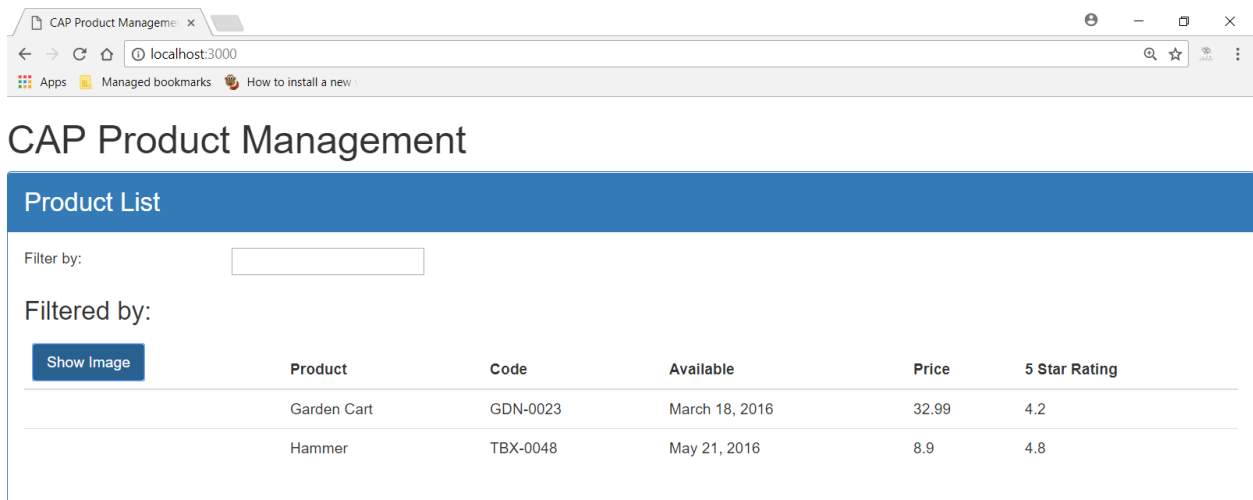 CAP Product Manageme
localhost:3000
Apps Managed bookmarks How to install a new
CAP Product Management
Product List
Filter by:
Filtered by:
Show Image Product Code Available Price 5 Star Rating
Garden Cart GDN-0023 March 18, 2016 32.99 4.2
Hammer TBX-0048 May 21, 2016 8.9 4.8